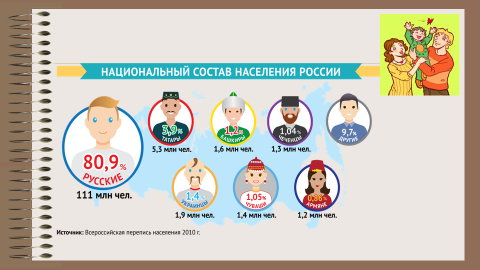 НАЦИОНАЛЬНЫЙ СОСТАВ НАСЕЛЕНИЯ РОССИИ
80,9%
РУССКИЕ
111 млн чел.
3,9%
ТАТАРЫ
5,3 млн чел.
1,2%
БАШКИРЫ
1,6 млн чел.
1,04%
ЧЕЧЕНЦЫ
1,3 млн чел.
9,7%
ДРУГИЕ
1,4%
УКРАИНЦЫ
1,9 млн чел.
1,05%
ЧУВАШИ
1,4 млн чел.
0,86%
АРМЯНЕ
1,2 млн чел.
Источник: Всероссийская перепись населения 2010 г.